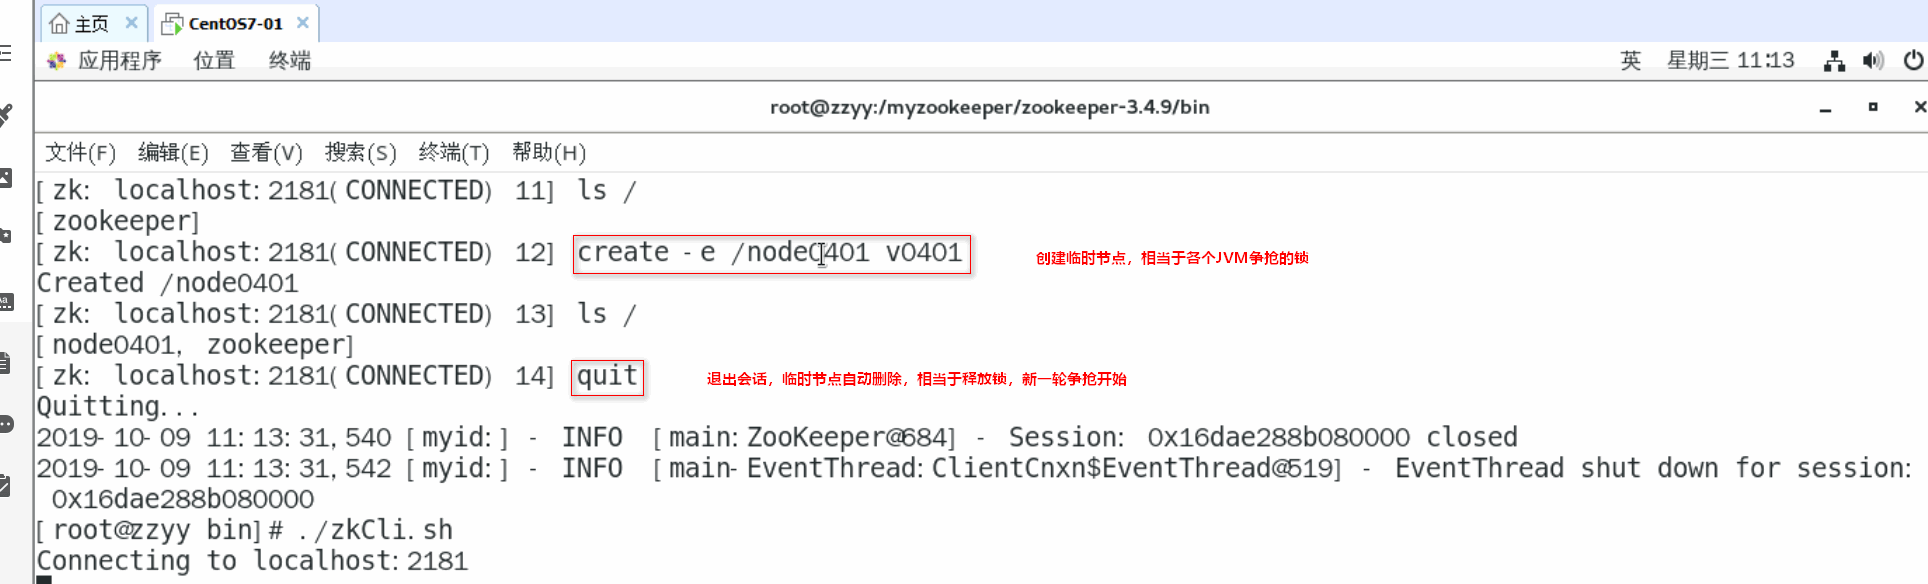 主页 × CentOS7-01 ×
应用程序 位置 终端 英 星期三 11:13
root@zzyy:/myzookeeper/zookeeper-3.4.9/bin
文件(F) 编辑(E) 查看(V) 搜索(S) 终端(T) 帮助(H)
[zk: localhost:2181(CONNECTED) 11] ls /
[zookeeper]
[zk: localhost:2181(CONNECTED) 12] create -e /node0401 v0401 创建临时节点，相当于各个JVM争抢的锁
Created /node0401
[zk: localhost:2181(CONNECTED) 13] ls /
[node0401, zookeeper]
[zk: localhost:2181(CONNECTED) 14] quit 退出会话，临时节点自动删除，相当于释放锁，新一轮争抢开始
Quitting...
2019-10-09 11:13:31,540 [myid:] - INFO [main:ZooKeeper@684] - Session: 0x16dae288b080000 closed
2019-10-09 11:13:31,542 [myid:] - INFO [main-EventThread:ClientCnxn$EventThread@519] - EventThread shut down for session:
0x16dae288b080000
[root@zzyy bin]# ./zkCli.sh
Connecting to localhost:2181